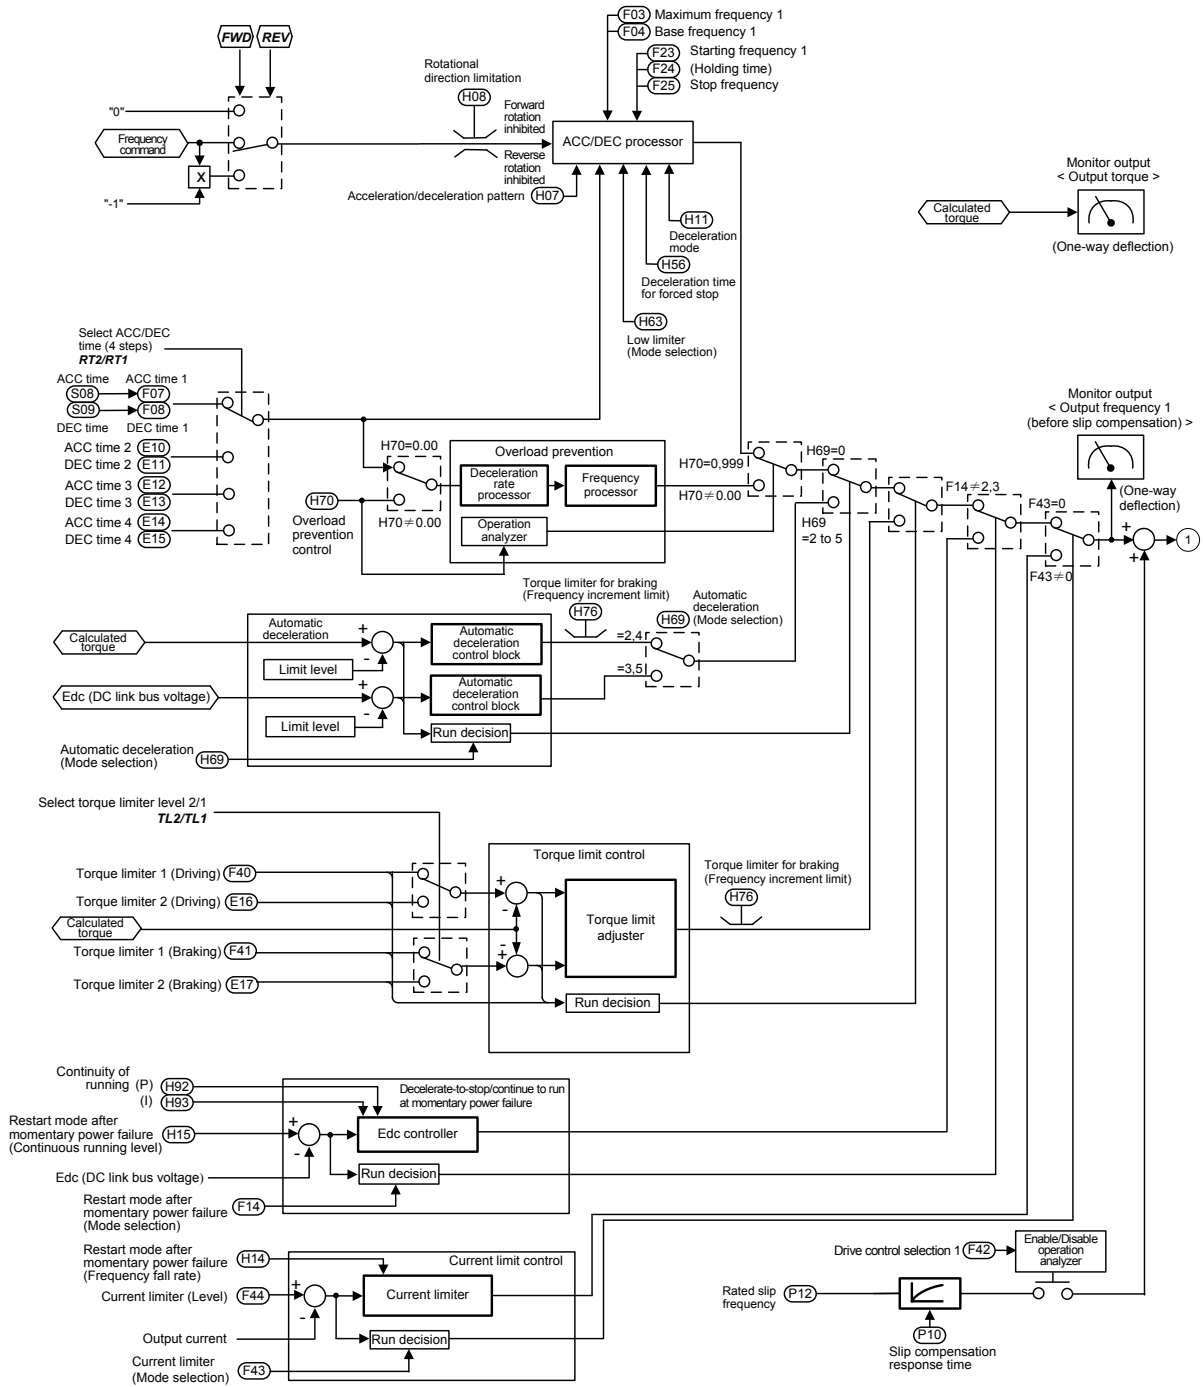 FWD REV
"0"
Frequency
command
X
"-1"
Rotational
direction limitation
H08
Forward
rotation
inhibited
Reverse
rotation
inhibited
Acceleration/deceleration pattern H07
F03 Maximum frequency 1
F04 Base frequency 1
F23 Starting frequency 1
F24 (Holding time)
F25 Stop frequency
ACC/DEC processor
H11
Deceleration
mode
H56
Deceleration time
for forced stop
H63
Low limiter
(Mode selection)
Monitor output
< Output torque >
Calculated
torque
(One-way deflection)
Select ACC/DEC
time (4 steps)
RT2/RT1
ACC time ACC time 1
S08 F07
S09 F08
DEC time DEC time 1
ACC time 2 E10
DEC time 2 E11
ACC time 3 E12
DEC time 3 E13
ACC time 4 E14
DEC time 4 E15
H70=0.00
H70
Overload
prevention
control
H70≠0.00
Overload prevention
Deceleration
rate
processor
Frequency
processor
Operation
analyzer
H70=0,999
H70≠0.00
H69=0
H69
=2 to 5
F14≠2,3
F43=0
F43≠0
Monitor output
< Output frequency 1
(before slip compensation) >
(One-way
deflection)
+
+
1
Calculated
torque
Automatic
deceleration
+
-
Limit level
Automatic
deceleration
control block
Edc (DC link bus voltage)
+
-
Limit level
Automatic
deceleration
control block
Run decision
Automatic deceleration
(Mode selection)
H69
Torque limiter for braking
(Frequency increment limit)
H76
=2,4
=3,5
H69
Automatic
deceleration
(Mode selection)
Select torque limiter level 2/1
TL2/TL1
Torque limiter 1 (Driving) F40
Torque limiter 2 (Driving) E16
Calculated
torque
Torque limiter 1 (Braking) F41
Torque limiter 2 (Braking) E17
Torque limit control
+
-
-
+
Torque limit
adjuster
Run decision
Torque limiter for braking
(Frequency increment limit)
H76
Continuity of
running (P) H92
(I) H93
Restart mode after
momentary power failure
(Continuous running level)
H15
Edc (DC link bus voltage)
Restart mode after
momentary power failure
(Mode selection)
F14
Decelerate-to-stop/continue to run
at momentary power failure
+
-
Edc controller
Run decision
Restart mode after
momentary power failure
(Frequency fall rate)
H14
Current limiter (Level) F44
Output current
Current limiter
(Mode selection)
F43
Current limit control
+
-
Current limiter
Run decision
Drive control selection 1 F42
Enable/Disable
operation
analyzer
Rated slip
frequency
P12
P10
Slip compensation
response time